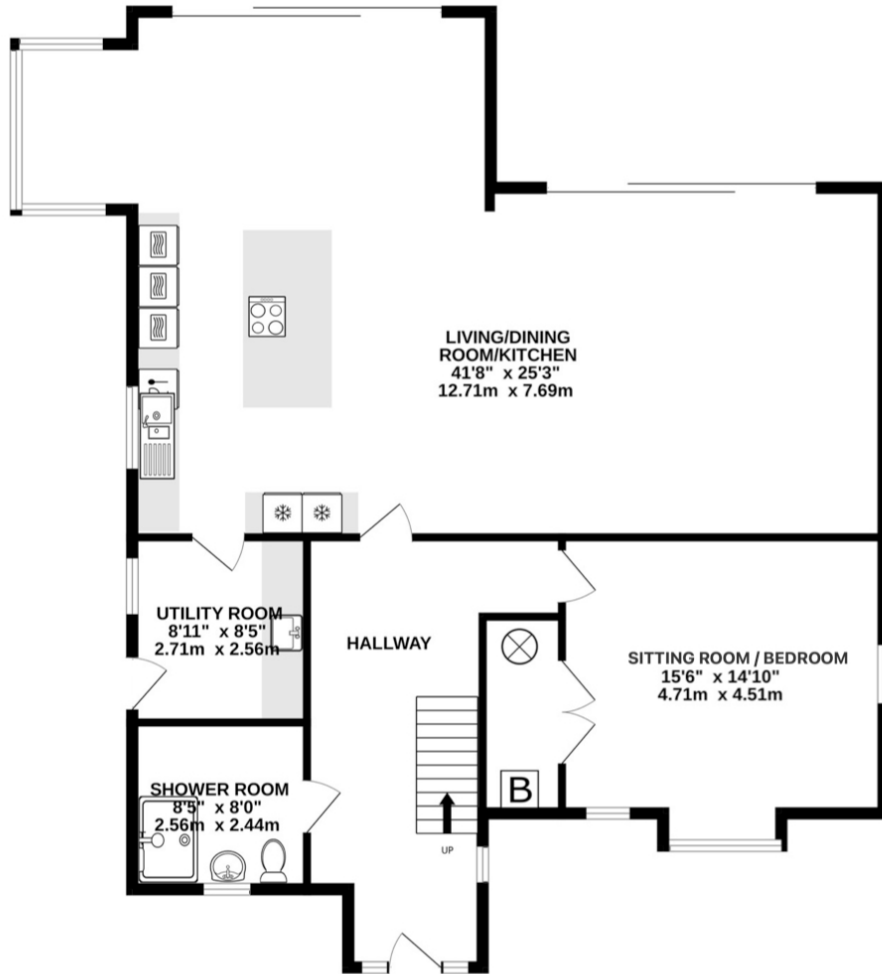 LIVING/DINING
ROOM/KITCHEN
41'8" x 25'3"
12.71m x 7.69m
UTILITY ROOM
8'11" x 8'5"
2.71m x 2.56m
HALLWAY
SITTING ROOM / BEDROOM
15'6" x 14'10"
4.71m x 4.51m
B
SHOWER ROOM
8'5" x 8'0"
2.56m x 2.44m
UP